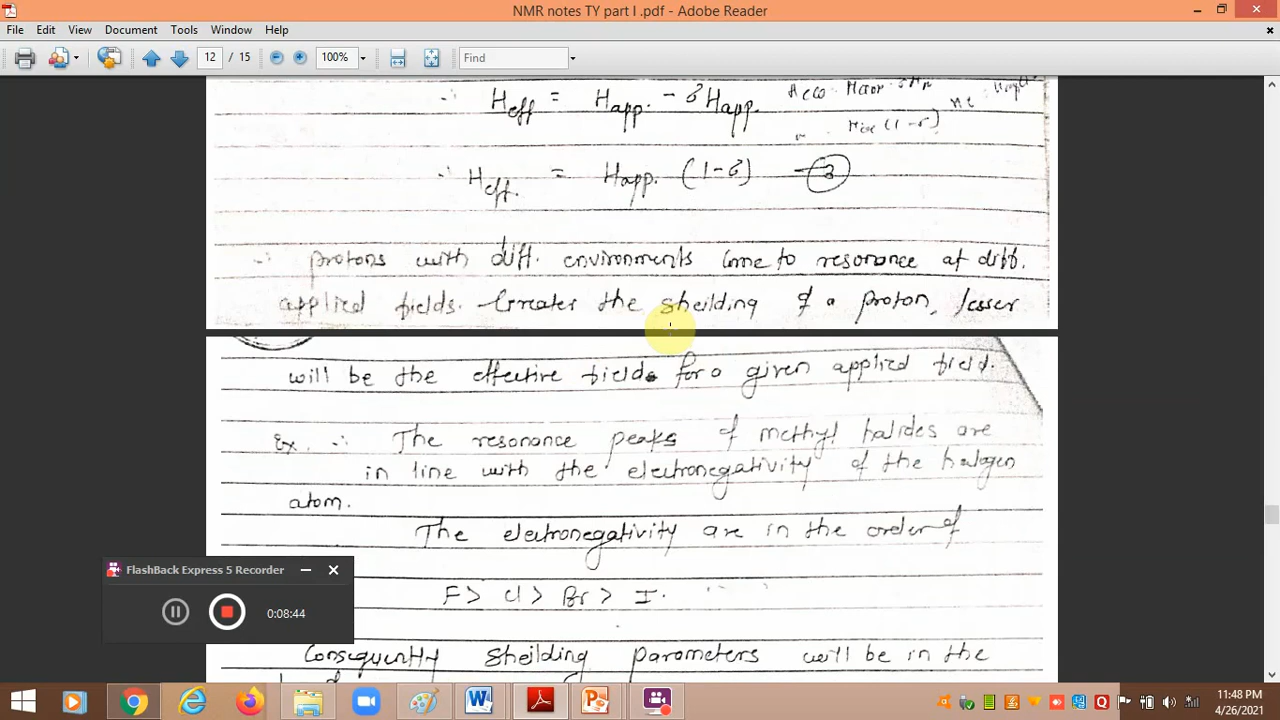 NMR notes TY part I .pdf - Adobe Reader
File Edit View Document Tools Window Help
12 / 15 100% Find
∴ Heff = Happ. - σHapp.
∴ Heff. = Happ. (1-σ) - 3
∴ protons with diff. environments come to resonance at diff.
applied fields. Greater the sheilding of a proton, lesser
will be the effective field for a given applied field.
Ex. ∴ The resonance peaks of methyl halides are
in line with the electronegativity of the halogen
atom.
The electronegativity are in the order of
F > Cl > Br > I.
Consequently sheilding parameters will be in the
FlashBack Express 5 Recorder
0:08:44
11:48 PM
4/26/2021